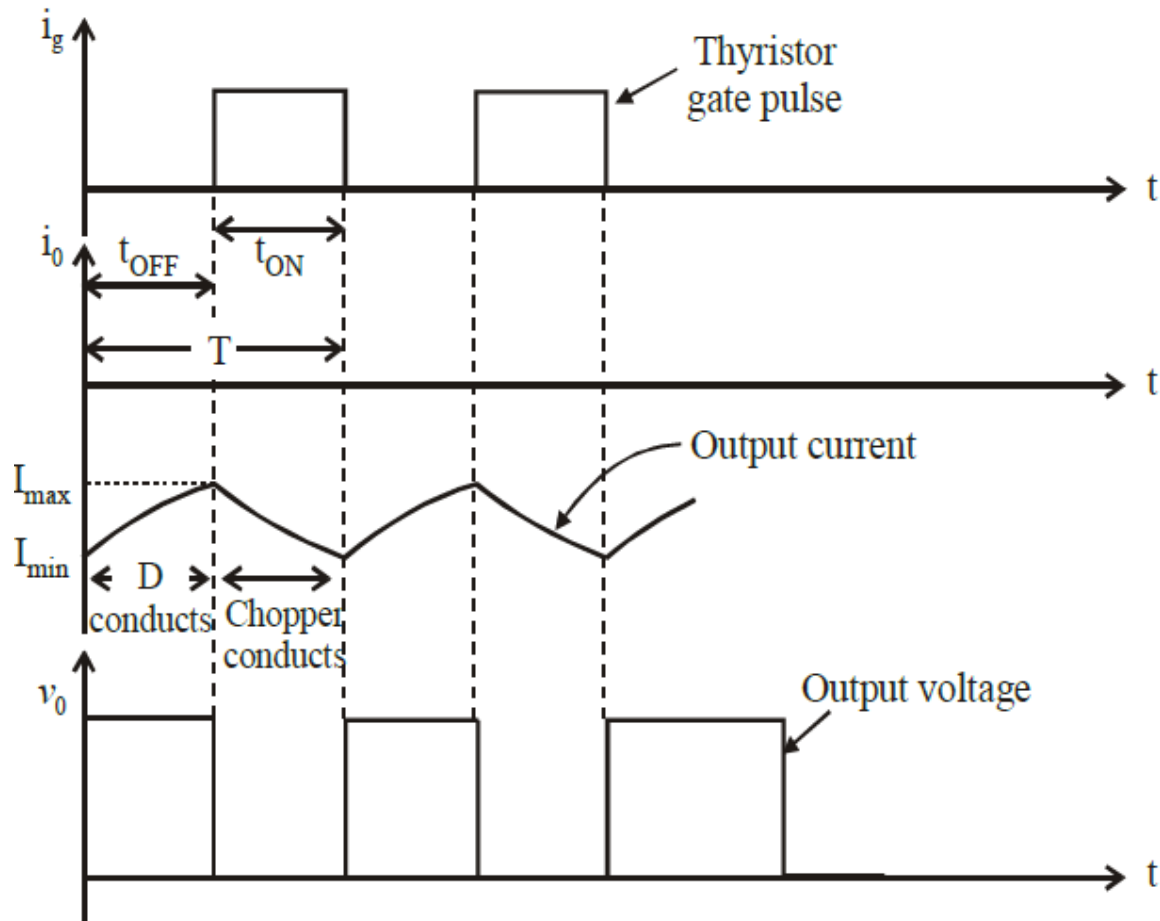 i_g
Thyristor
gate pulse
t
i_0
t_OFF
t_ON
T
t
Output current
I_max
I_min
D
conducts
Chopper
conducts
v_0
Output voltage
t